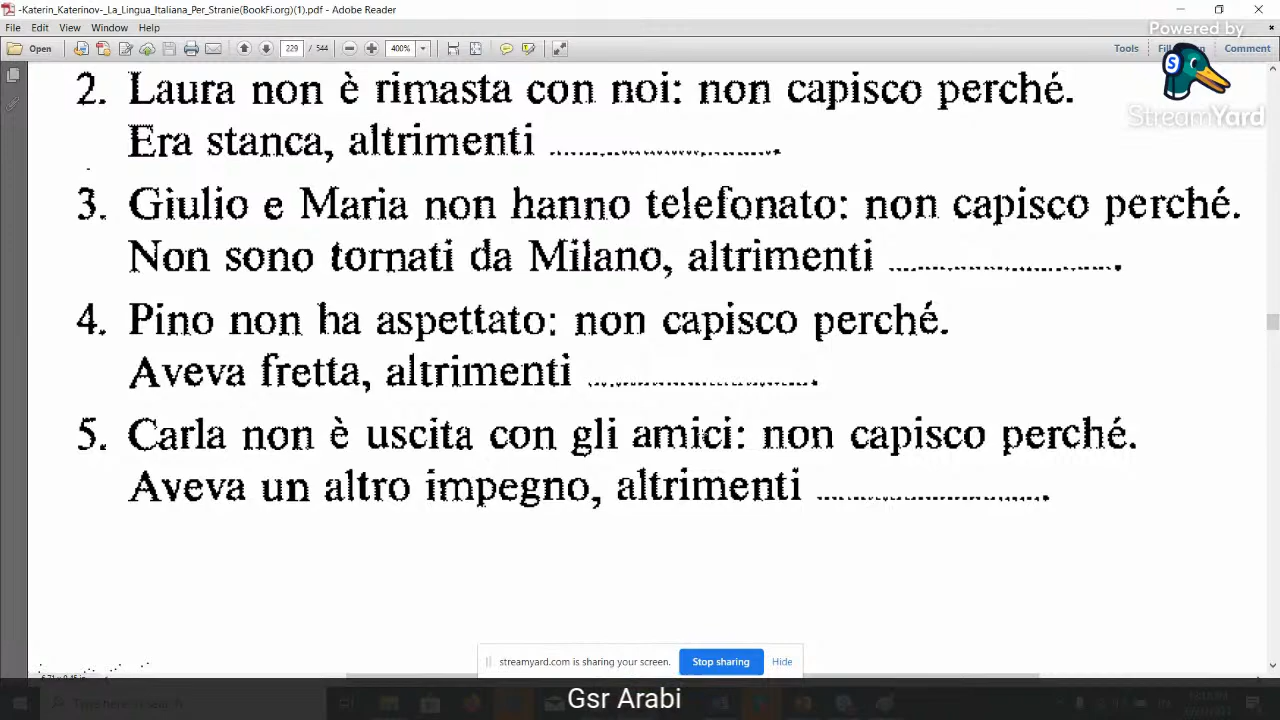 -Katerin_Katerinov-_La_Lingua_Italiana_Per_Stranie(BookFi.org)(1).pdf - Adobe Reader
File Edit View Window Help
Powered by
Open 229 / 544 400% Tools Comment
StreamYard
2. Laura non è rimasta con noi: non capisco perché.
Era stanca, altrimenti ..............................
3. Giulio e Maria non hanno telefonato: non capisco perché.
Non sono tornati da Milano, altrimenti ..............................
4. Pino non ha aspettato: non capisco perché.
Aveva fretta, altrimenti ..............................
5. Carla non è uscita con gli amici: non capisco perché.
Aveva un altro impegno, altrimenti ..............................
streamyard.com is sharing your screen. Stop sharing Hide
Type here to search
Gsr Arabi